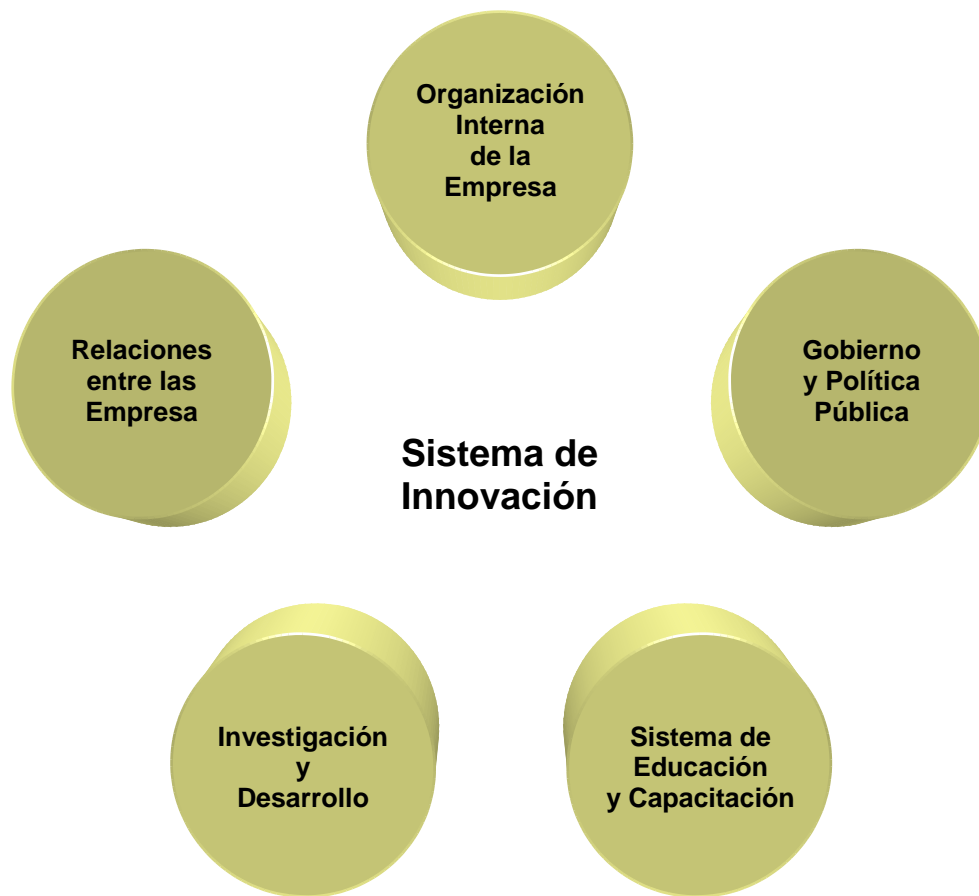 Organización
Interna
de la
Empresa
Relaciones
entre las
Empresa
Gobierno
y Política
Pública
Sistema de
Innovación
Investigación
y
Desarrollo
Sistema de
Educación
y Capacitación